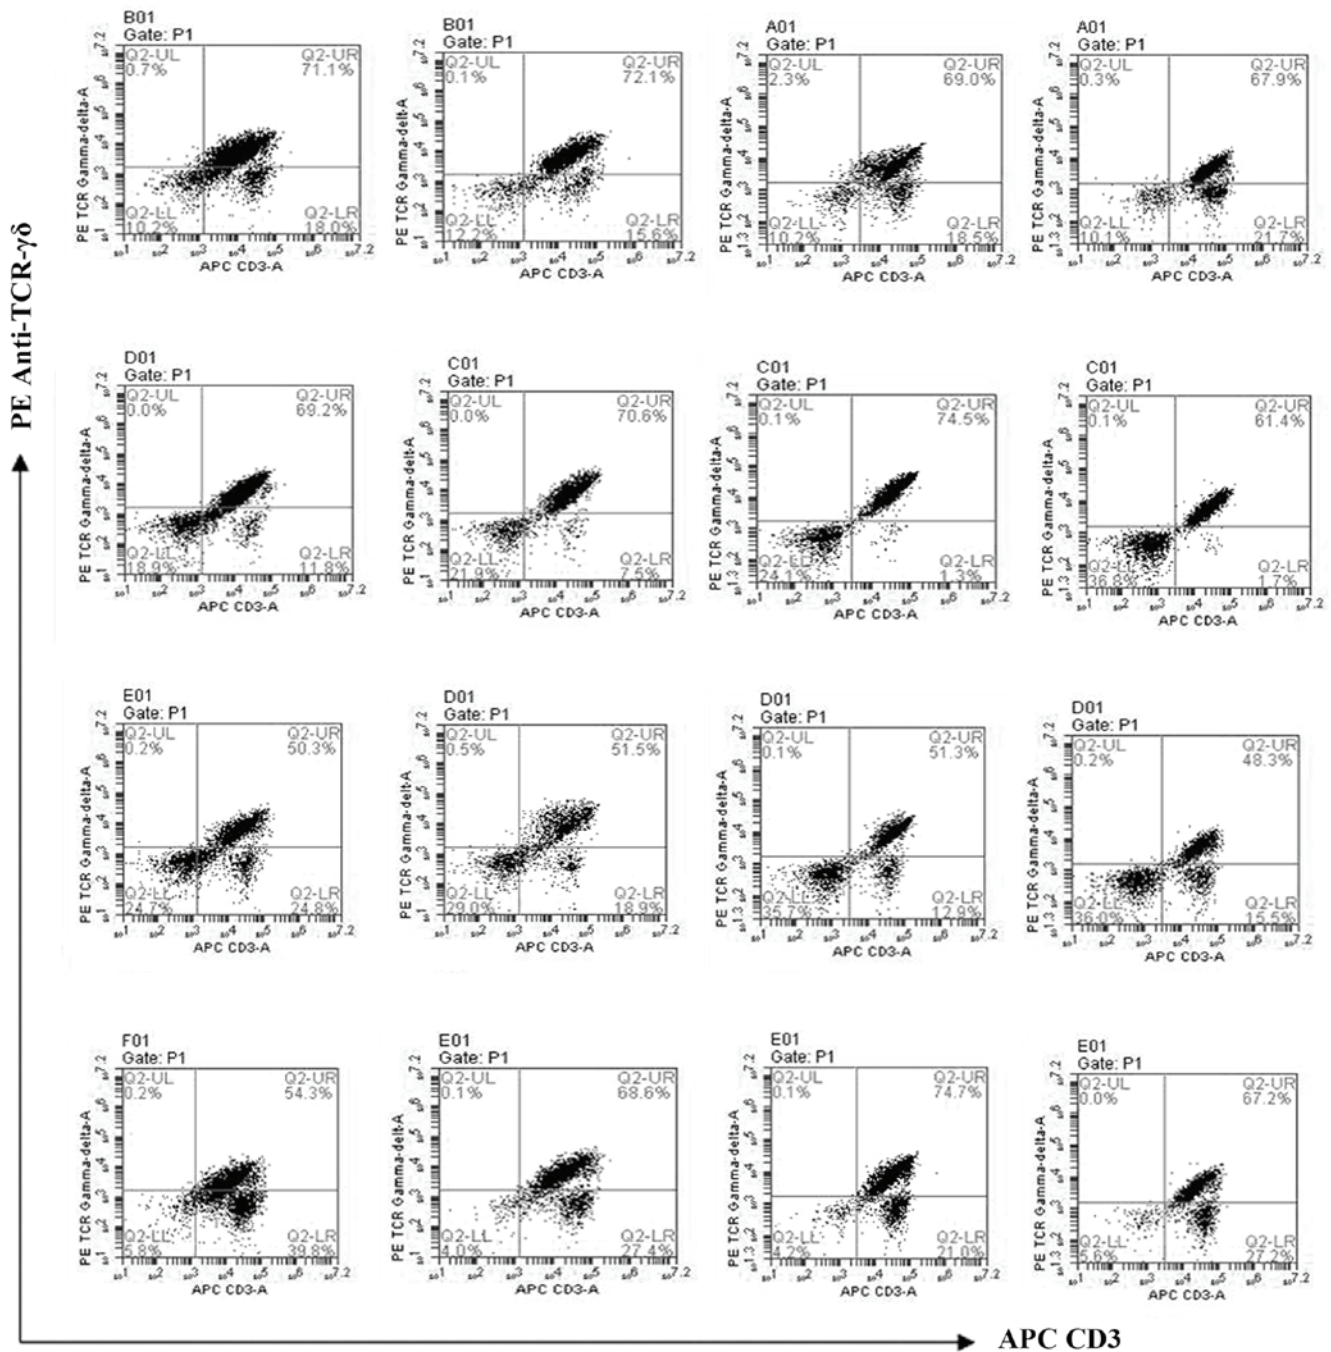 PE Anti-TCR-γδ
B01
Gate: P1
Q2-UL
0.7%
Q2-UR
71.1%
Q2-LL
10.2%
Q2-LR
18.0%
PE TCR Gamma-delta-A
APC CD3-A
B01
Gate: P1
Q2-UL
0.1%
Q2-UR
72.1%
Q2-LL
12.2%
Q2-LR
15.6%
PE TCR Gamma-delt-A
APC CD3-A
A01
Gate: P1
Q2-UL
2.3%
Q2-UR
69.0%
Q2-LL
10.2%
Q2-LR
18.5%
PE TCR Gamma-delta-A
APC CD3-A
A01
Gate: P1
Q2-UL
0.3%
Q2-UR
67.9%
Q2-LL
10.1%
Q2-LR
21.7%
PE TCR Gamma-delta-A
APC CD3-A
D01
Gate: P1
Q2-UL
0.0%
Q2-UR
69.2%
Q2-LL
18.9%
Q2-LR
11.8%
PE TCR Gamma-delta-A
APC CD3-A
C01
Gate: P1
Q2-UL
0.0%
Q2-UR
70.6%
Q2-LL
21.9%
Q2-LR
7.5%
PE TCR Gamma-delt-A
APC CD3-A
C01
Gate: P1
Q2-UL
0.1%
Q2-UR
74.5%
Q2-LL
24.1%
Q2-LR
1.3%
PE TCR Gamma-delta-A
APC CD3-A
C01
Gate: P1
Q2-UL
0.1%
Q2-UR
61.4%
Q2-LL
36.8%
Q2-LR
1.7%
PE TCR Gamma-delta-A
APC CD3-A
E01
Gate: P1
Q2-UL
0.2%
Q2-UR
50.3%
Q2-LL
24.7%
Q2-LR
24.8%
PE TCR Gamma-delta-A
APC CD3-A
D01
Gate: P1
Q2-UL
0.5%
Q2-UR
51.5%
Q2-LL
29.0%
Q2-LR
18.9%
PE TCR Gamma-delt-A
APC CD3-A
D01
Gate: P1
Q2-UL
0.1%
Q2-UR
51.3%
Q2-LL
35.7%
Q2-LR
12.9%
PE TCR Gamma-delta-A
APC CD3-A
D01
Gate: P1
Q2-UL
0.2%
Q2-UR
48.3%
Q2-LL
36.0%
Q2-LR
15.5%
PE TCR Gamma-delta-A
APC CD3-A
F01
Gate: P1
Q2-UL
0.2%
Q2-UR
54.3%
Q2-LL
5.8%
Q2-LR
39.8%
PE TCR Gamma-delta-A
APC CD3-A
E01
Gate: P1
Q2-UL
0.1%
Q2-UR
68.6%
Q2-LL
4.0%
Q2-LR
27.4%
PE TCR Gamma-delt-A
APC CD3-A
E01
Gate: P1
Q2-UL
0.1%
Q2-UR
74.7%
Q2-LL
4.2%
Q2-LR
21.0%
PE TCR Gamma-delta-A
APC CD3-A
E01
Gate: P1
Q2-UL
0.0%
Q2-UR
67.2%
Q2-LL
5.6%
Q2-LR
27.2%
PE TCR Gamma-delta-A
APC CD3-A
APC CD3